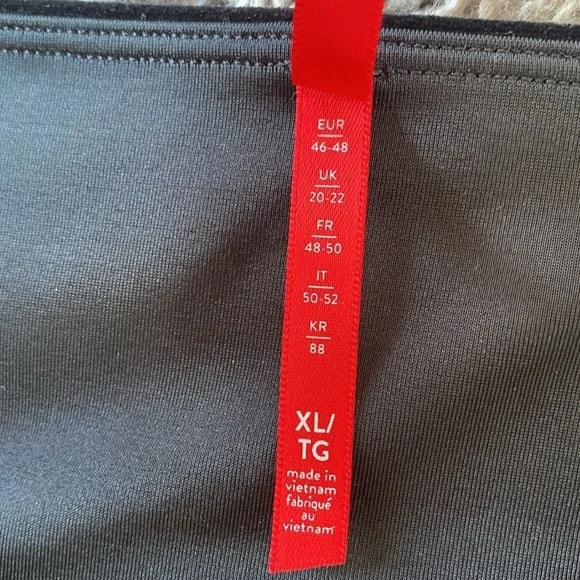 EUR
46-48
UK
20-22
FR
48-50
IT
50-52
KR
88
XL/
TG
made in
vietnam
fabriqué
au
vietnam